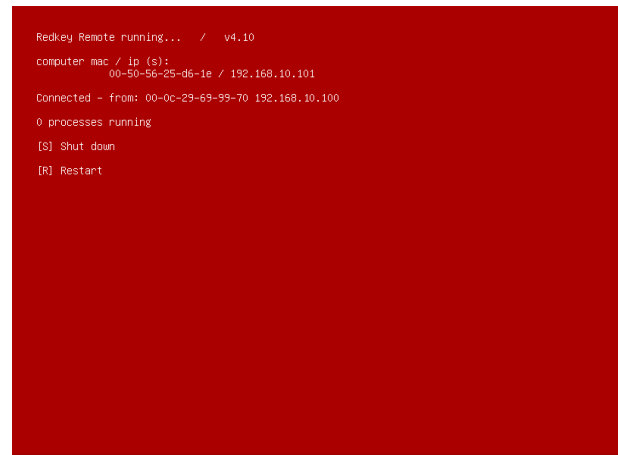 Redkey Remote running...   /   v4.10
computer mac / ip (s):
00-50-56-25-d6-1e / 192.168.10.101
Connected - from: 00-0c-29-69-99-70 192.168.10.100
0 processes running
[S] Shut down
[R] Restart